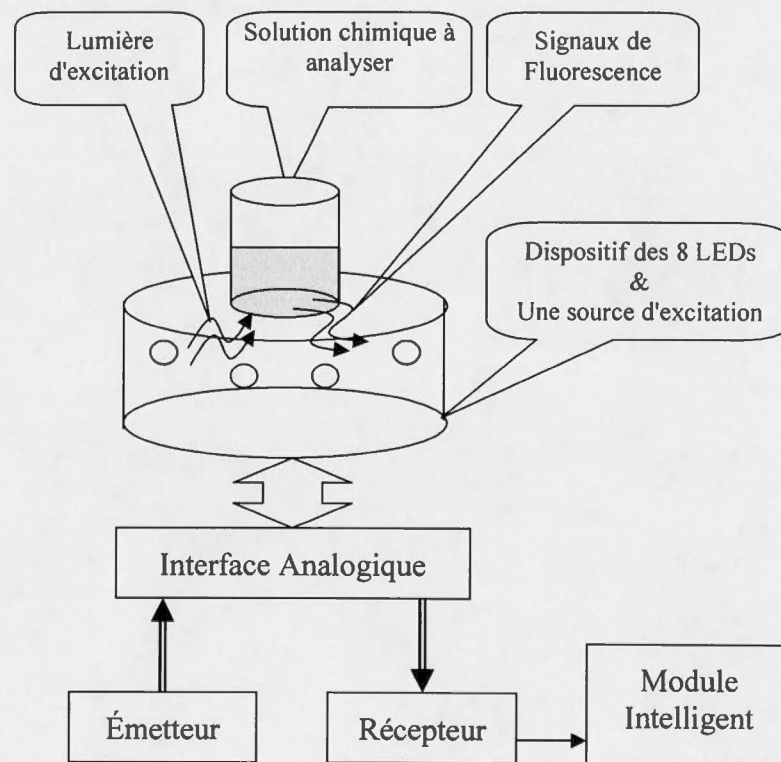 Lumière
d'excitation
Solution chimique à
analyser
Signaux de
Fluorescence
Dispositif des 8 LEDs
&
Une source d'excitation
Interface Analogique
Émetteur
Récepteur
Module
Intelligent